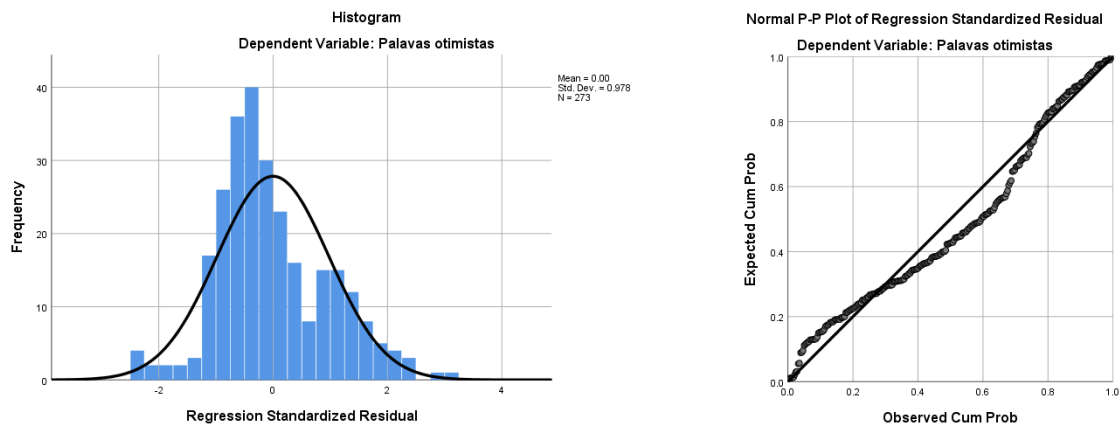 Histogram
Dependent Variable: Palavas otimistas
Mean = 0.00
Std. Dev. = 0.978
N = 273
40
30
20
10
0
Frequency
-2
0
2
4
Regression Standardized Residual
Normal P-P Plot of Regression Standardized Residual
Dependent Variable: Palavas otimistas
1.0
0.8
0.6
0.4
0.2
0.0
Expected Cum Prob
0.0
0.2
0.4
0.6
0.8
1.0
Observed Cum Prob